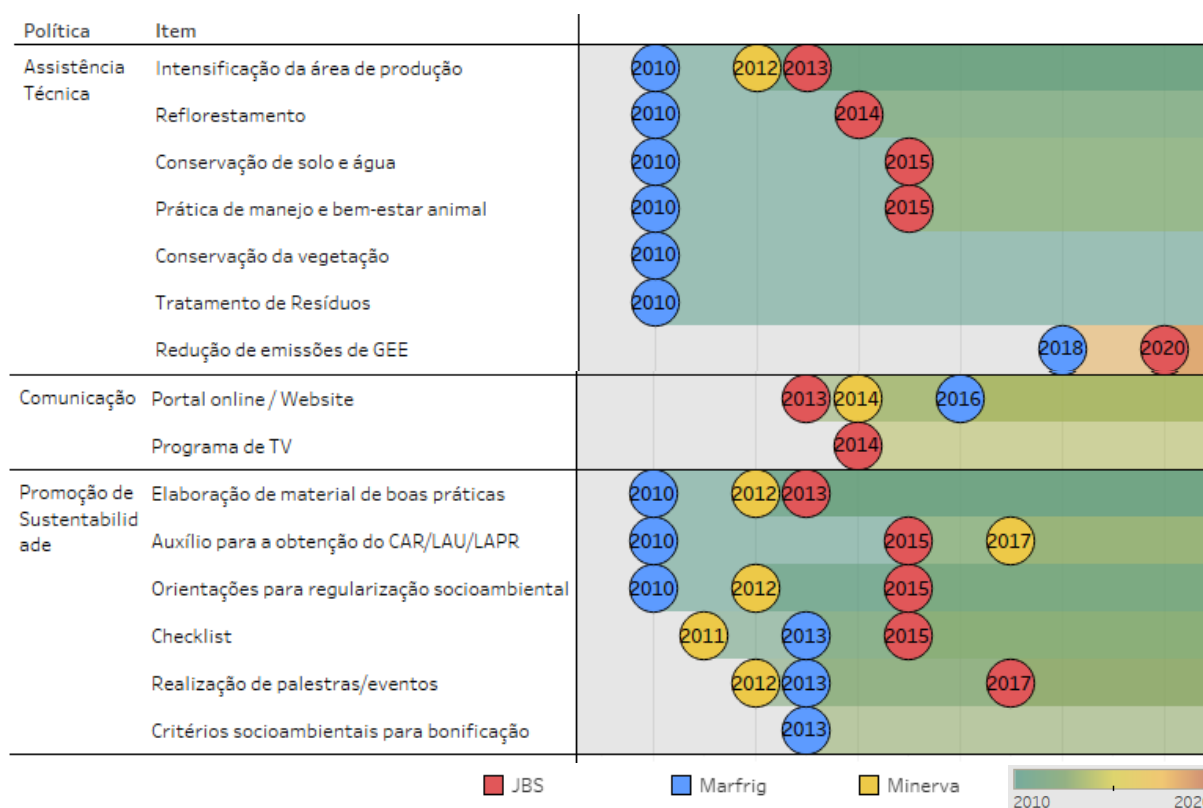 Política Item
Assistência Técnica Intensificação da área de produção 2010 2012 2013
Reflorestamento 2010 2014
Conservação de solo e água 2010 2015
Prática de manejo e bem-estar animal 2010 2015
Conservação da vegetação 2010
Tratamento de Resíduos 2010
Redução de emissões de GEE 2018 2020
Comunicação Portal online / Website 2013 2014 2016
Programa de TV 2014
Promoção de Sustentabilid ade Elaboração de material de boas práticas 2010 2012 2013
Auxílio para a obtenção do CAR/LAU/LAPR 2010 2015 2017
Orientações para regularização socioambiental 2010 2012 2015
Checklist 2011 2013 2015
Realização de palestras/eventos 2012 2013 2017
Critérios socioambientais para bonificação 2013
JBS Marfrig Minerva
2010